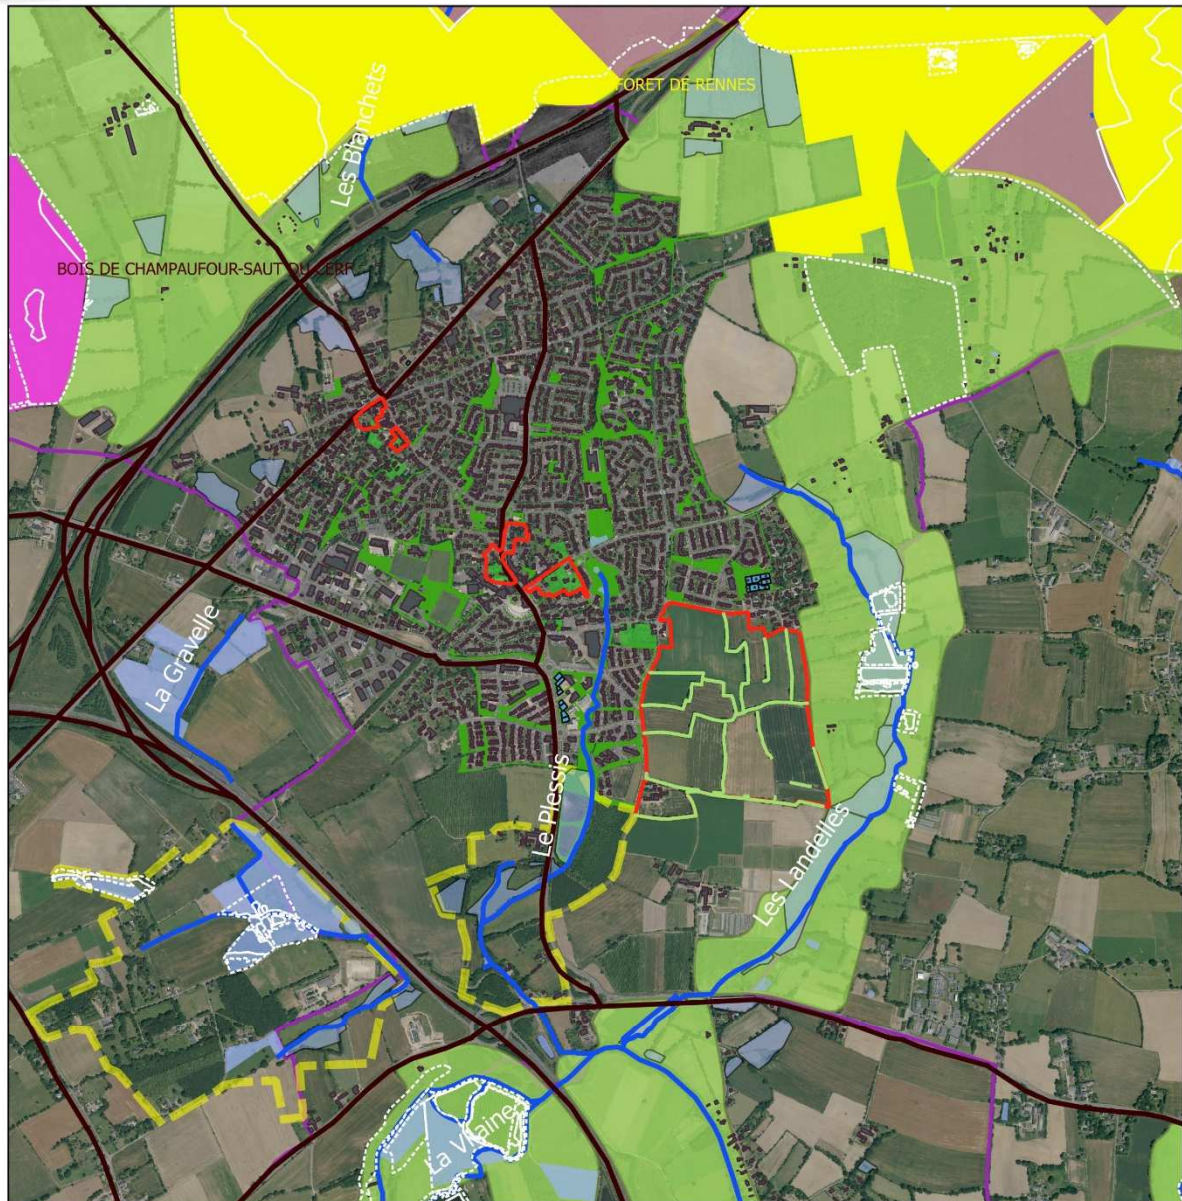 FORET DE RENNES
Les Blanchets
BOIS DE CHAMPAUFOUR-SAUT DU CERF
La Gravelle
Le Plessis
Les Landelles
La Vilaine